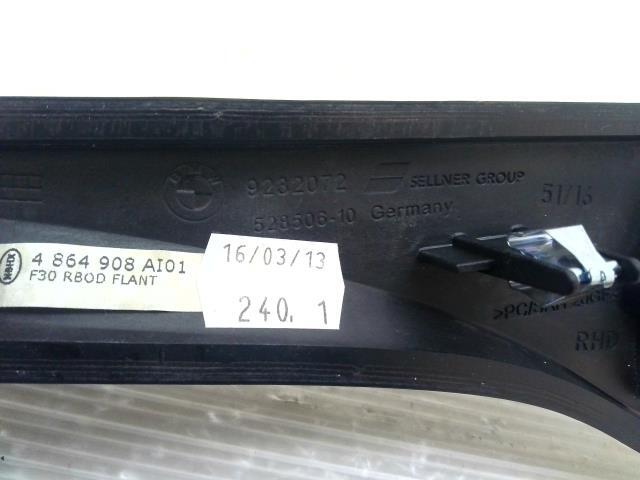 9232072 SELLNER GROUP
528506-10 Germany
51/16
4 864 908 AI01
F30 RBOD FLANT
16/03/13
240. 1
RHD